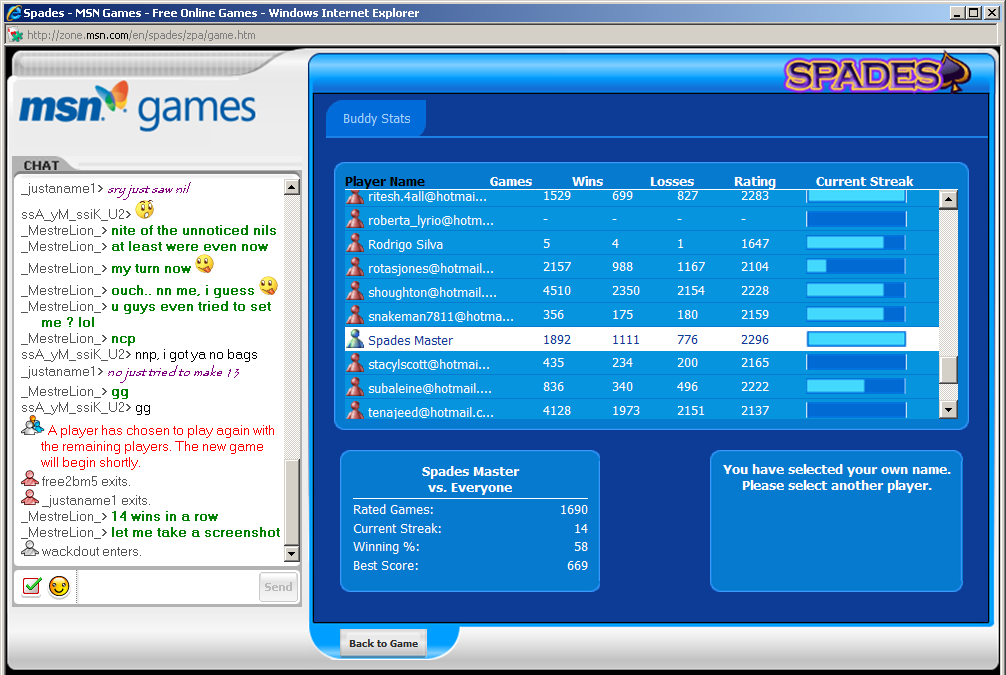 Spades - MSN Games - Free Online Games - Windows Internet Explorer
http://zone.msn.com/en/spades/zpa/game.htm
msn games
SPADES
Buddy Stats
CHAT
_justaname1> sry just saw nil
ssA_yM_ssiK_U2>
_MestreLion_> nite of the unnoticed nils
_MestreLion_> at least were even now
_MestreLion_> my turn now
_MestreLion_> ouch.. nn me, i guess
_MestreLion_> u guys even tried to set
me ? lol
_MestreLion_> ncp
ssA_yM_ssiK_U2> nnp, i got ya no bags
_justaname1> no just tried to make 13
_MestreLion_> gg
ssA_yM_ssiK_U2> gg
A player has chosen to play again with
the remaining players. The new game
will begin shortly.
free2bm5 exits.
_justaname1 exits.
_MestreLion_> 14 wins in a row
_MestreLion_> let me take a screenshot
wackdout enters.
Send
Player Name Games Wins Losses Rating Current Streak
ritesh.4all@hotmai... 1529 699 827 2283
roberta_lyrio@hotm... - - - -
Rodrigo Silva 5 4 1 1647
rotasjones@hotmail... 2157 988 1167 2104
shoughton@hotmail.... 4510 2350 2154 2228
snakeman7811@hotma... 356 175 180 2159
Spades Master 1892 1111 776 2296
stacylscott@hotmai... 435 234 200 2165
subaleine@hotmail.... 836 340 496 2222
tenajeed@hotmail.c... 4128 1973 2151 2137
Spades Master
vs. Everyone
Rated Games: 1690
Current Streak: 14
Winning %: 58
Best Score: 669
You have selected your own name.
Please select another player.
Back to Game